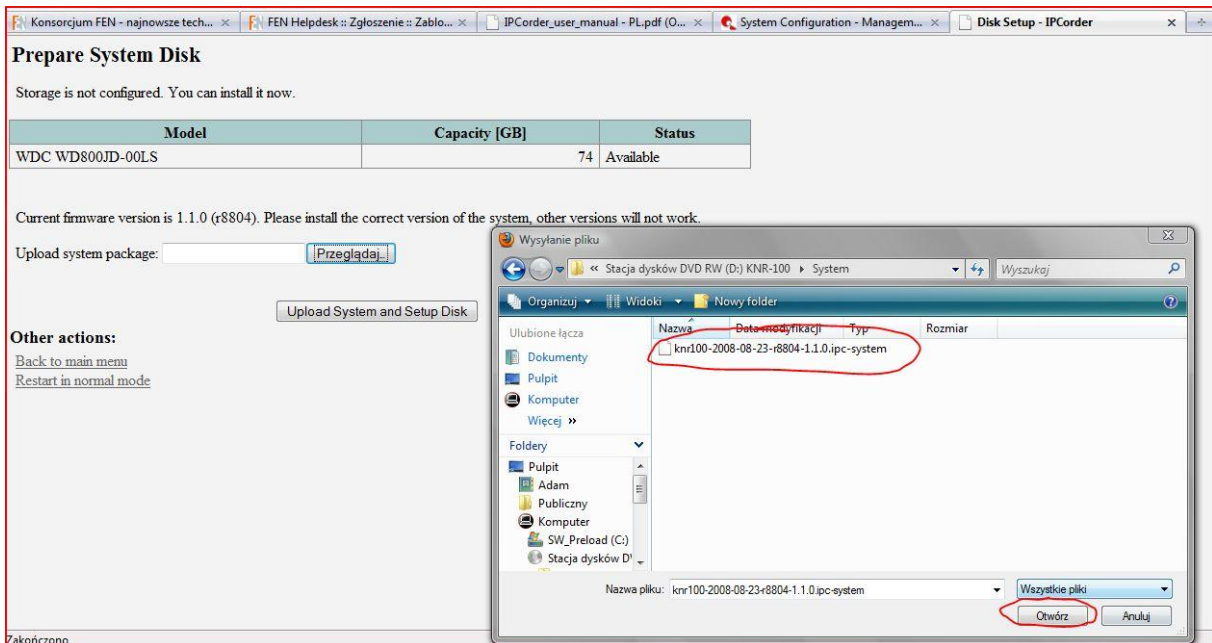 Konsorcjum FEN - najnowsze tech...
FEN Helpdesk :: Zgłoszenie :: Zablo...
IPCorder_user_manual - PL.pdf (O...
System Configuration - Managem...
Disk Setup - IPCorder
Prepare System Disk
Storage is not configured. You can install it now.
Model Capacity [GB] Status
WDC WD800JD-00LS 74 Available
Current firmware version is 1.1.0 (r8804). Please install the correct version of the system, other versions will not work.
Upload system package: Przeglądaj...
Upload System and Setup Disk
Other actions:
Back to main menu
Restart in normal mode
Wysyłanie pliku
« Stacja dysków DVD RW (D:) KNR-100 System
Wyszukaj
Organizuj Widoki Nowy folder
Ulubione łącza
Dokumenty
Pulpit
Komputer
Więcej »
Foldery
Pulpit
Adam
Publiczny
Komputer
SW_Preload (C:)
Stacja dysków D
Nazwa Data modyfikacji Typ Rozmiar
knr100-2008-08-23-r8804-1.1.0.ipc-system
Nazwa pliku: knr100-2008-08-23-r8804-1.1.0.ipc-system
Wszystkie pliki
Otwórz Anuluj
Zakończono